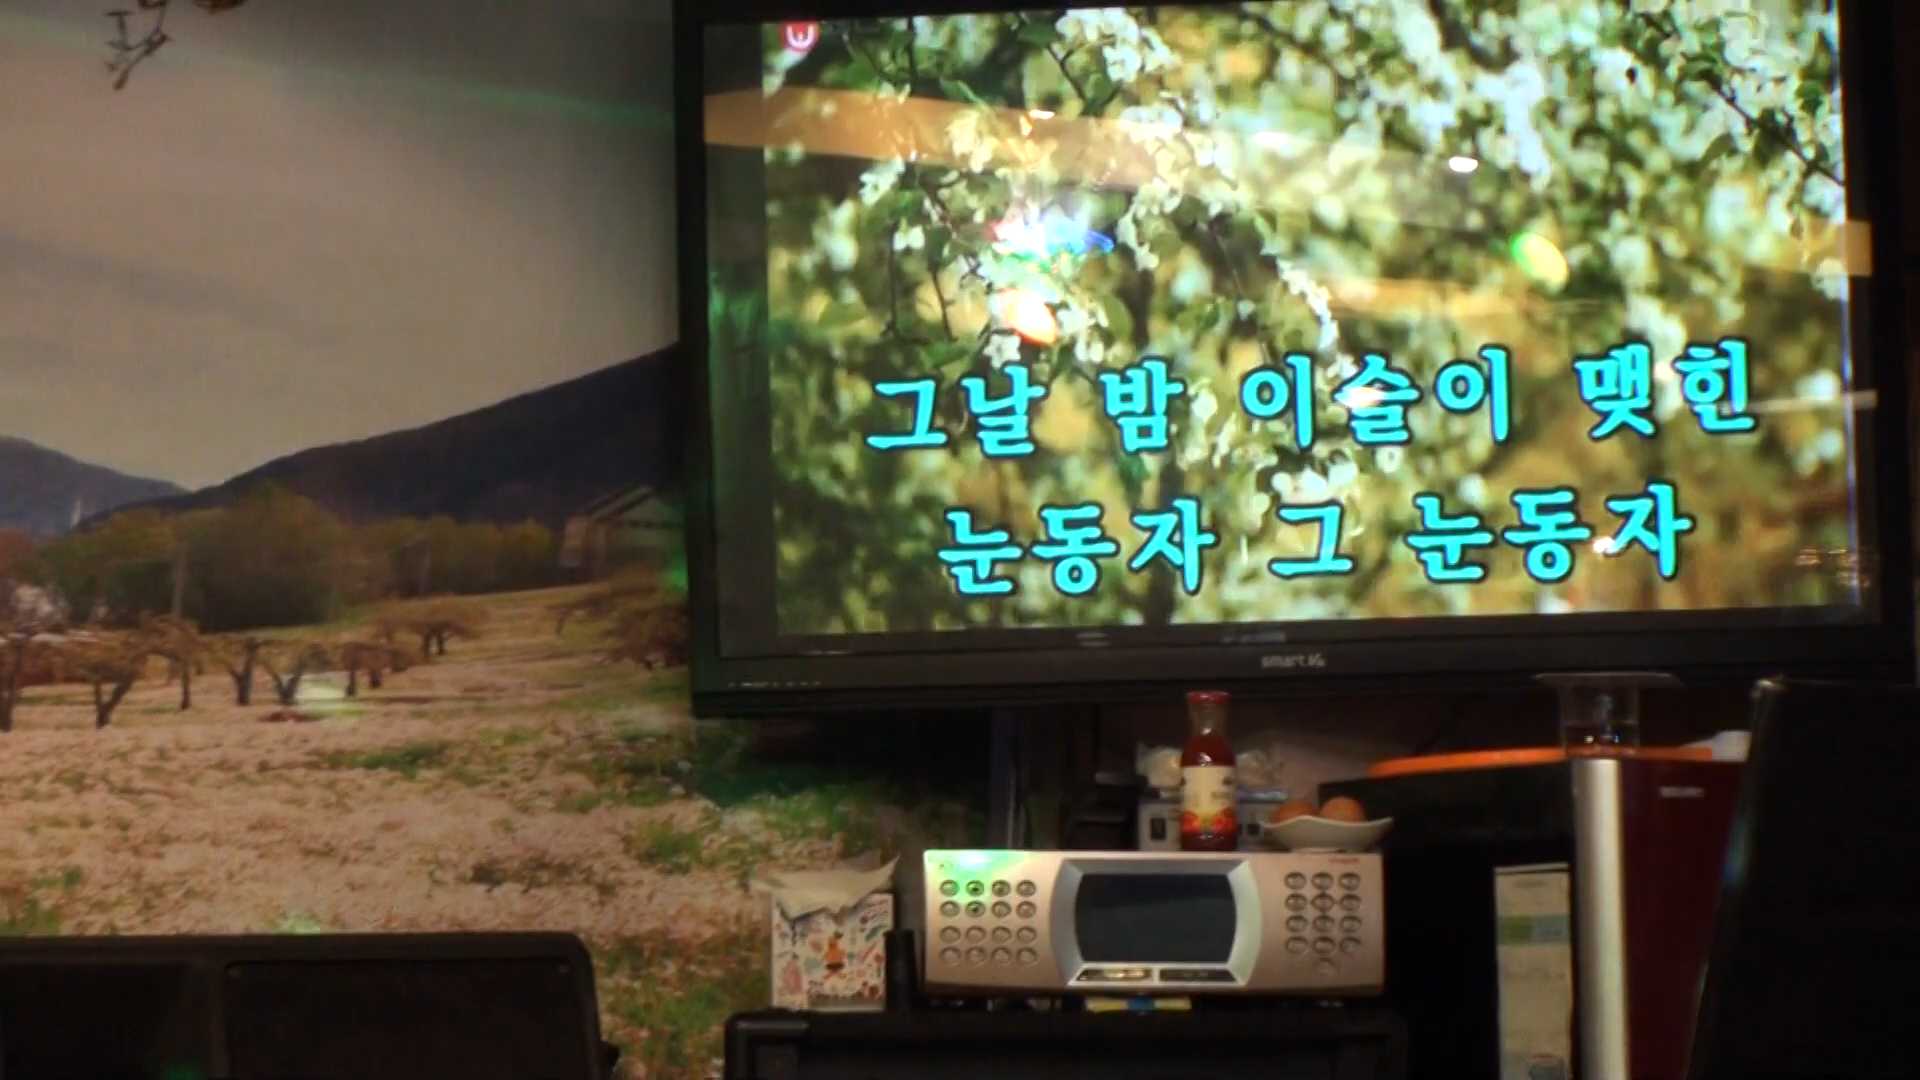 그날 밤 이슬이 맺힌
눈동자 그 눈동자